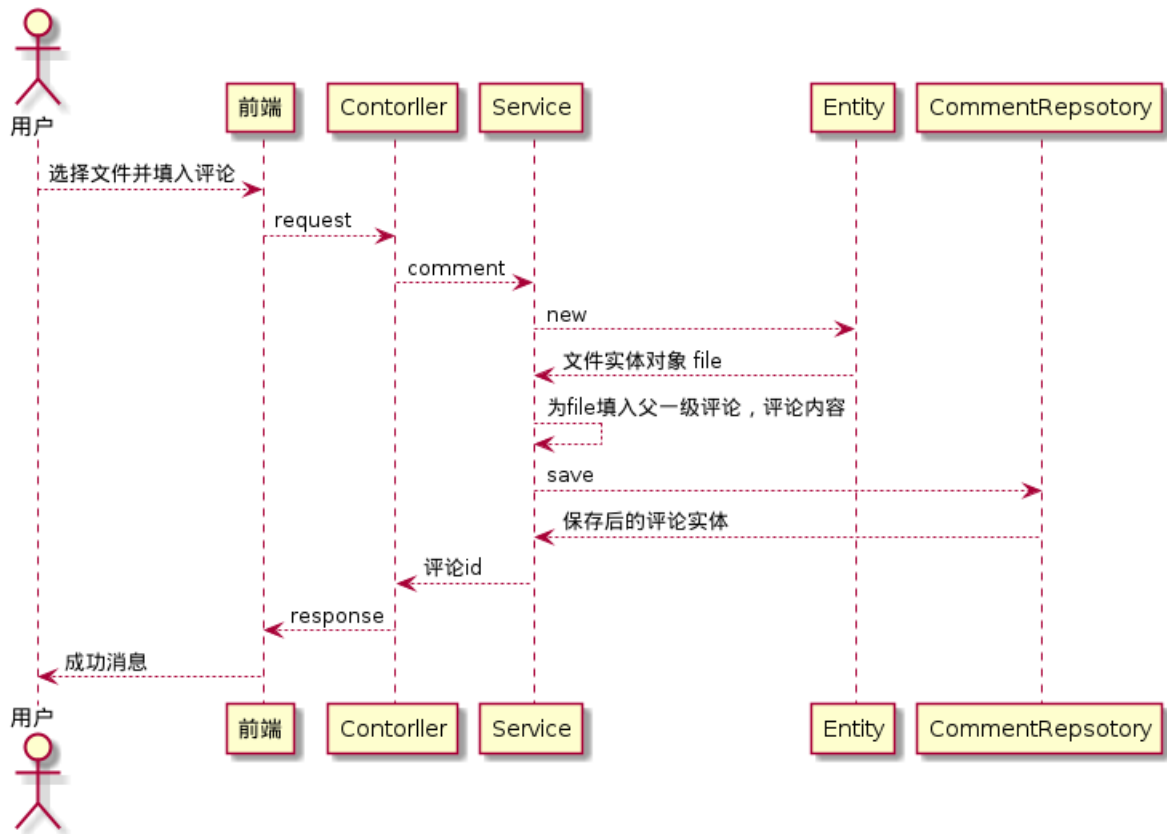 用户
前端
Contorller
Service
Entity
CommentRepsotory
选择文件并填入评论
request
comment
new
文件实体对象 file
为file填入父一级评论，评论内容
save
保存后的评论实体
评论id
response
成功消息
用户
前端
Contorller
Service
Entity
CommentRepsotory